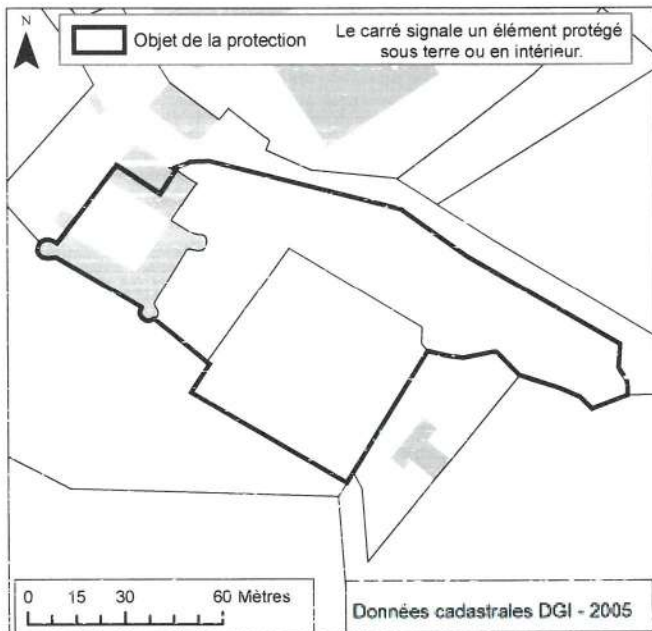 N
Objet de la protection
Le carré signale un élément protégé
sous terre ou en intérieur.
0 15 30 60 Mètres
Données cadastrales DGI - 2005